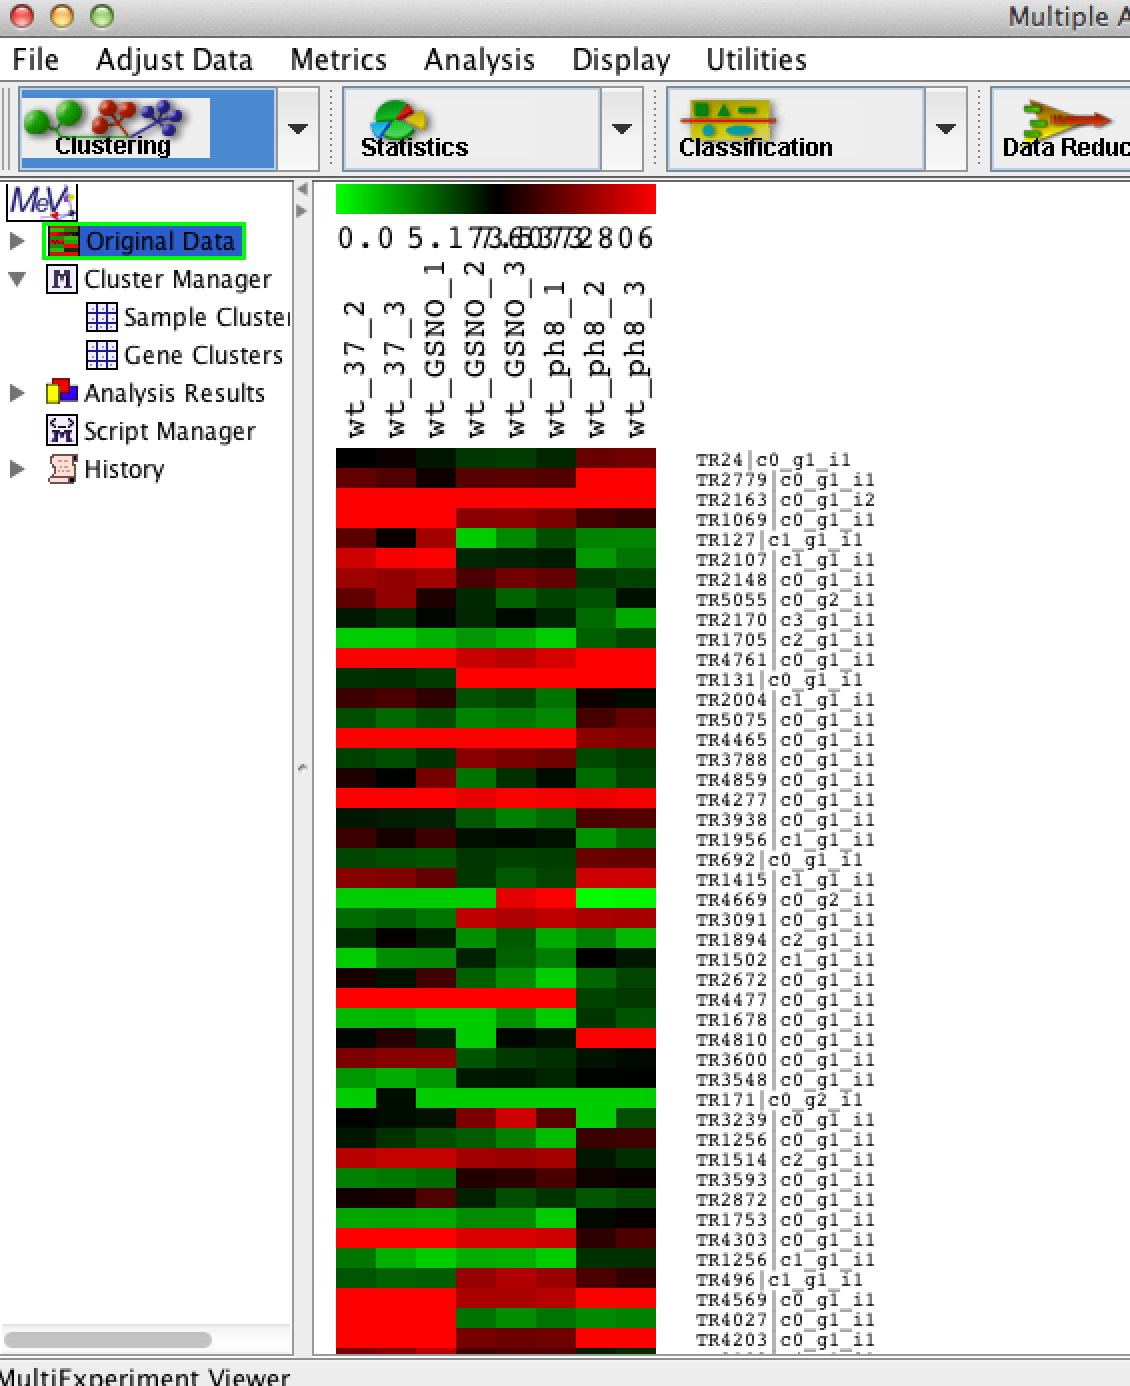 Multiple A
File Adjust Data Metrics Analysis Display Utilities
Clustering Statistics Classification Data Reduc
MeV
Original Data
Cluster Manager
Sample Cluster
Gene Clusters
Analysis Results
Script Manager
History
0.0 5.17
wt_37_2
wt_37_3
wt_GSNO_1
wt_GSNO_2
wt_GSNO_3
wt_ph8_1
wt_ph8_2
wt_ph8_3
TR24|c0_g1_i1
TR2779|c0_g1_i1
TR2163|c0_g1_i2
TR1069|c0_g1_i1
TR127|c1_g1_i1
TR2107|c1_g1_i1
TR2148|c0_g1_i1
TR5055|c0_g2_i1
TR2170|c3_g1_i1
TR1705|c2_g1_i1
TR4761|c0_g1_i1
TR131|c0_g1_i1
TR2004|c1_g1_i1
TR5075|c0_g1_i1
TR4465|c0_g1_i1
TR3788|c0_g1_i1
TR4859|c0_g1_i1
TR4277|c0_g1_i1
TR3938|c0_g1_i1
TR1956|c1_g1_i1
TR692|c0_g1_i1
TR1415|c1_g1_i1
TR4669|c0_g2_i1
TR3091|c0_g1_i1
TR1894|c2_g1_i1
TR1502|c1_g1_i1
TR2672|c0_g1_i1
TR4477|c0_g1_i1
TR1678|c0_g1_i1
TR4810|c0_g1_i1
TR3600|c0_g1_i1
TR3548|c0_g1_i1
TR171|c0_g2_i1
TR3239|c0_g1_i1
TR1256|c0_g1_i1
TR1514|c2_g1_i1
TR3593|c0_g1_i1
TR2872|c0_g1_i1
TR1753|c0_g1_i1
TR4303|c0_g1_i1
TR1256|c1_g1_i1
TR496|c1_g1_i1
TR4569|c0_g1_i1
TR4027|c0_g1_i1
TR4203|c0_g1_i1
MultiExperiment Viewer